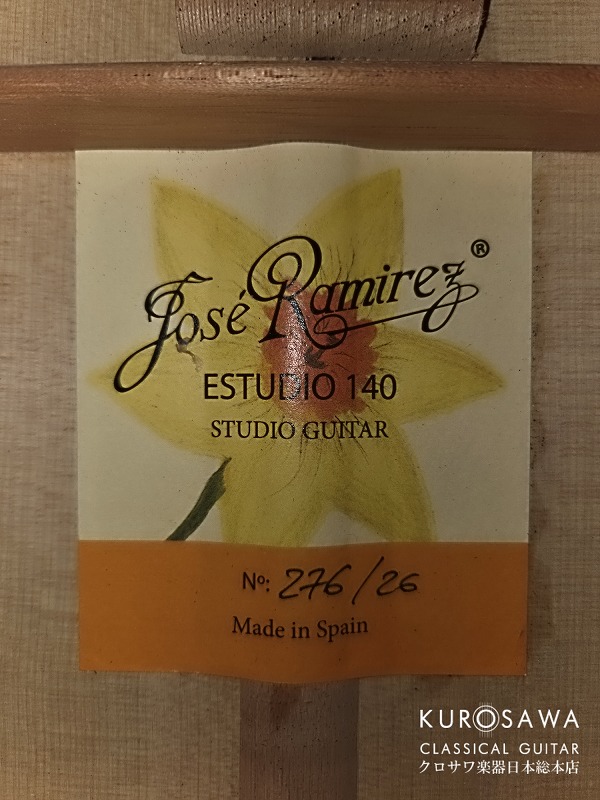 José Ramirez®
ESTUDIO 140
STUDIO GUITAR
Nº: 276/26
Made in Spain
KUROSAWA
CLASSICAL GUITAR
クロサワ楽器日本総本店